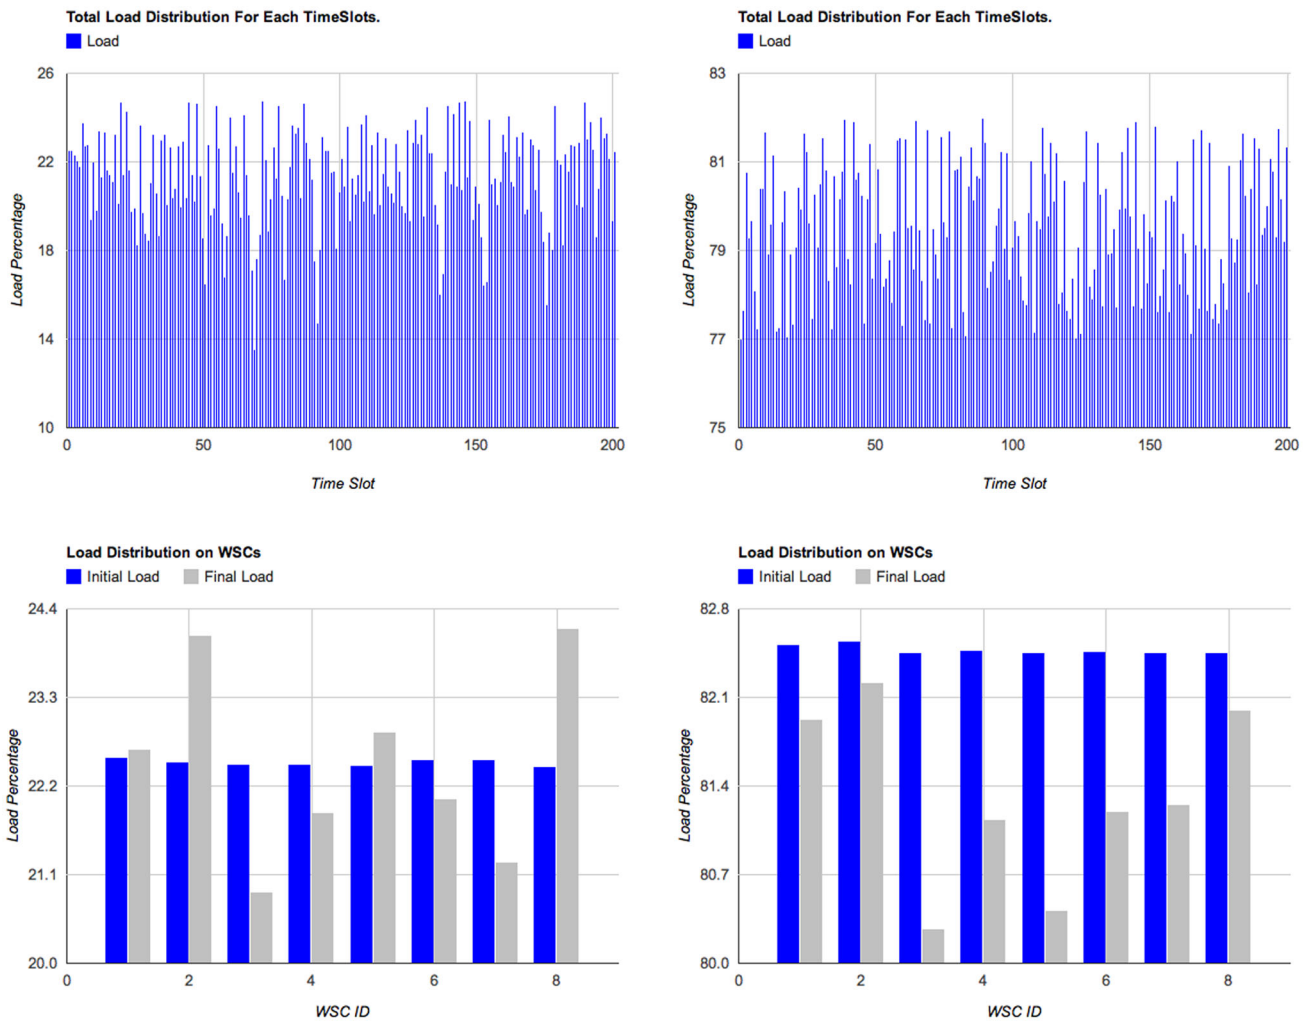 Total Load Distribution For Each TimeSlots.
Load
26
22
18
14
10
Load Percentage
0 50 100 150 200
Time Slot
Total Load Distribution For Each TimeSlots.
Load
83
81
79
77
75
Load Percentage
0 50 100 150 200
Time Slot
Load Distribution on WSCs
Initial Load Final Load
24.4
23.3
22.2
21.1
20.0
Load Percentage
0 2 4 6 8
WSC ID
Load Distribution on WSCs
Initial Load Final Load
82.8
82.1
81.4
80.7
80.0
Load Percentage
0 2 4 6 8
WSC ID